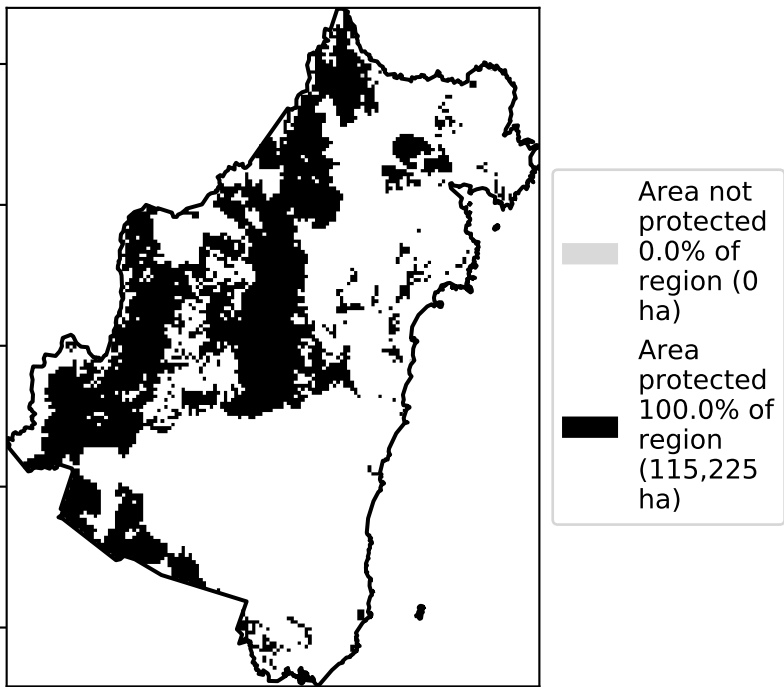 Area not
protected
0.0% of
region (0
ha)
Area
protected
100.0% of
region
(115,225
ha)